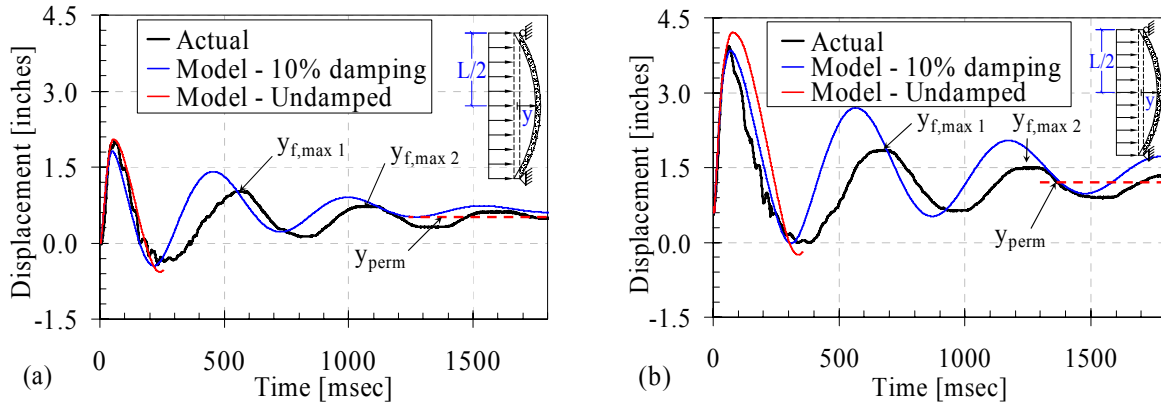 4.5
3.0
1.5
0.0
-1.5
Displacement [inches]
Actual
Model - 10% damping
Model - Undamped
L/2
y
yf,max 1
yf,max 2
yperm
0 500 1000 1500
Time [msec]
(a)
4.5
3.0
1.5
0.0
-1.5
Displacement [inches]
Actual
Model - 10% damping
Model - Undamped
L/2
y
yf,max 1
yf,max 2
yperm
0 500 1000 1500
Time [msec]
(b)